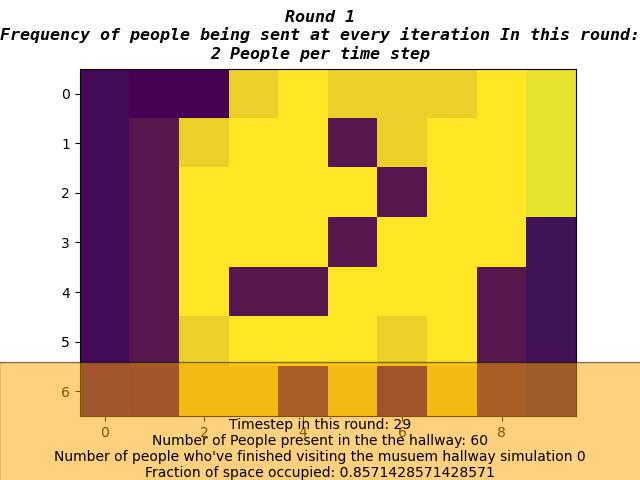 Round 1
Frequency of people being sent at every iteration In this round:
2 People per time step
0
1
2
3
4
5
6
0 2 4 6 8
Timestep in this round: 29
Number of People present in the the hallway: 60
Number of people who've finished visiting the musuem hallway simulation 0
Fraction of space occupied: 0.8571428571428571